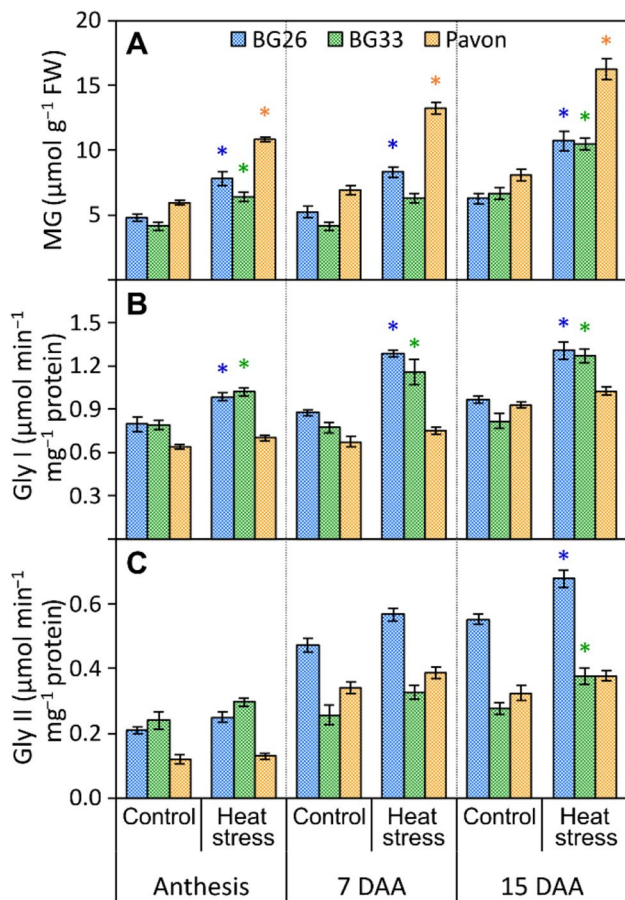 A
BG26 BG33 Pavon
MG (µmol g⁻¹ FW)
20
15
10
5
* * *
* *
* * *
B
Gly I (µmol min⁻¹
mg⁻¹ protein)
1.5
1.2
0.9
0.6
0.3
* *
* *
* *
C
Gly II (µmol min⁻¹
mg⁻¹ protein)
0.6
0.4
0.2
0.0
*
*
Control Heat stress Control Heat stress Control Heat stress
Anthesis 7 DAA 15 DAA